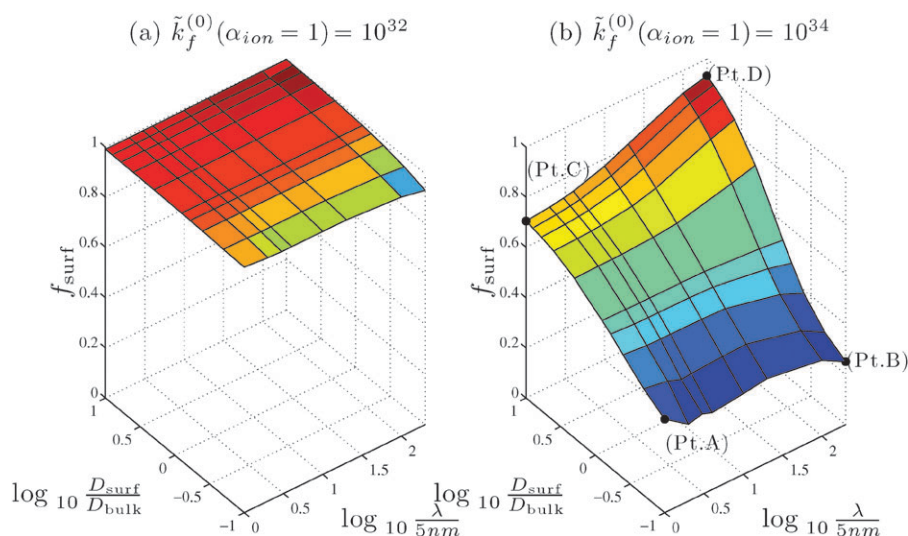 (a) k̃_f^(0)(α_ion = 1) = 10^32
(b) k̃_f^(0)(α_ion = 1) = 10^34
f_surf
1
0.8
0.6
0.4
0.2
0
1
0.5
0
−0.5
−1
0
0.5
1
1.5
2
log 10 D_surf/D_bulk
log 10 λ/5nm
f_surf
1
0.8
0.6
0.4
0.2
0
1
0.5
0
−0.5
−1
0
0.5
1
1.5
2
log 10 D_surf/D_bulk
log 10 λ/5nm
(Pt.D)
(Pt.C)
(Pt.B)
(Pt.A)